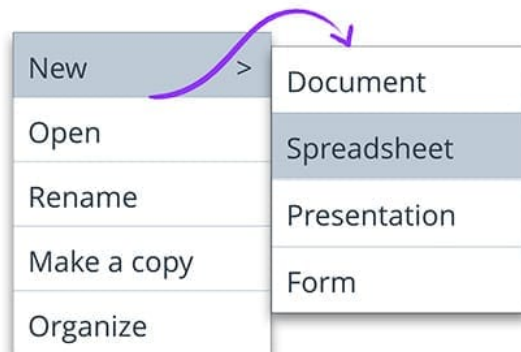 New >
Open
Rename
Make a copy
Organize
Document
Spreadsheet
Presentation
Form